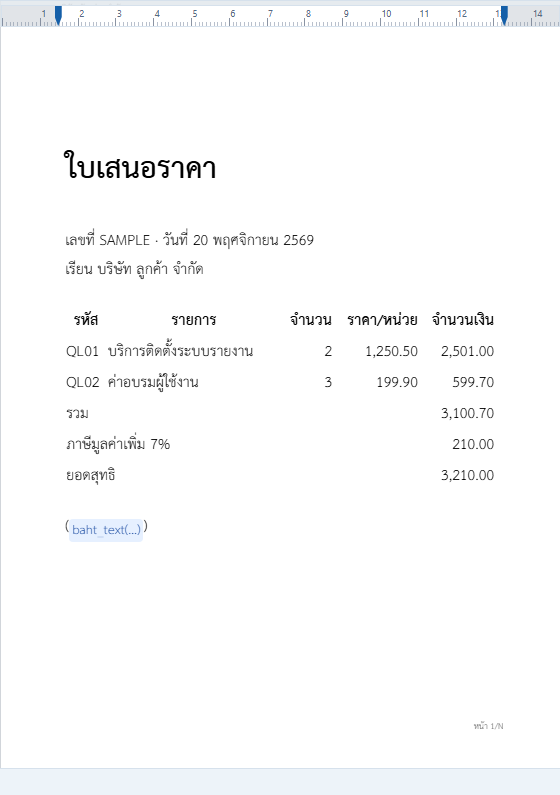 1 2 3 4 5 6 7 8 9 10 11 12 13 14
ใบเสนอราคา
เลขที่ SAMPLE · วันที่ 20 พฤศจิกายน 2569
เรียน บริษัท ลูกค้า จำกัด
รหัส รายการ จำนวน ราคา/หน่วย จำนวนเงิน
QL01 บริการติดตั้งระบบรายงาน 2 1,250.50 2,501.00
QL02 ค่าอบรมผู้ใช้งาน 3 199.90 599.70
รวม 3,100.70
ภาษีมูลค่าเพิ่ม 7% 210.00
ยอดสุทธิ 3,210.00
(baht_text(...))
หน้า 1/N